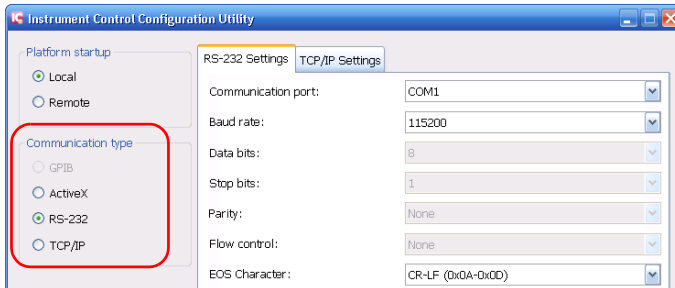 Instrument Control Configuration Utility
Platform startup
Local
Remote
Communication type
GPIB
ActiveX
RS-232
TCP/IP
RS-232 Settings TCP/IP Settings
Communication port: COM1
Baud rate: 115200
Data bits: 8
Stop bits: 1
Parity: None
Flow control: None
EOS Character: CR-LF (0x0A-0x0D)